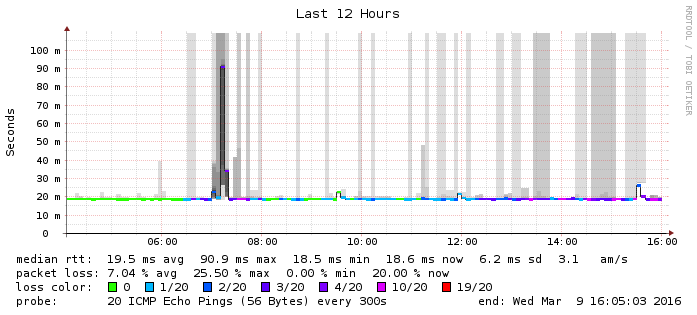 Last 12 Hours
RRDTOOL / TOBI OETIKER
Seconds
100 m
90 m
80 m
70 m
60 m
50 m
40 m
30 m
20 m
10 m
0
06:00 08:00 10:00 12:00 14:00 16:00
median rtt: 19.5 ms avg 90.9 ms max 18.5 ms min 18.6 ms now 6.2 ms sd 3.1 am/s
packet loss: 7.04 % avg 25.50 % max 0.00 % min 20.00 % now
loss color: 0 1/20 2/20 3/20 4/20 10/20 19/20
probe: 20 ICMP Echo Pings (56 Bytes) every 300s end: Wed Mar 9 16:05:03 2016